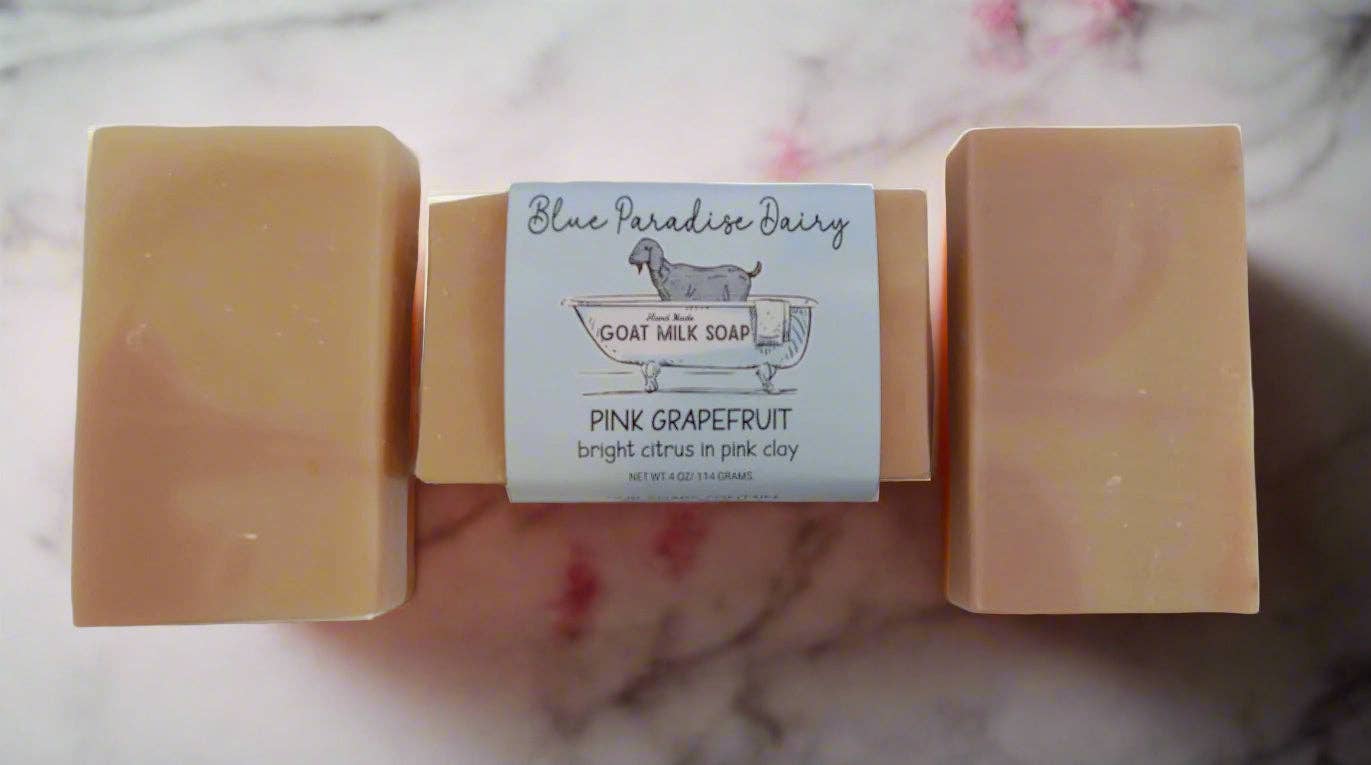 Blue Paradise Dairy
Hand Made
GOAT MILK SOAP
PINK GRAPEFRUIT
bright citrus in pink clay
NET WT 4 OZ/ 114 GRAMS